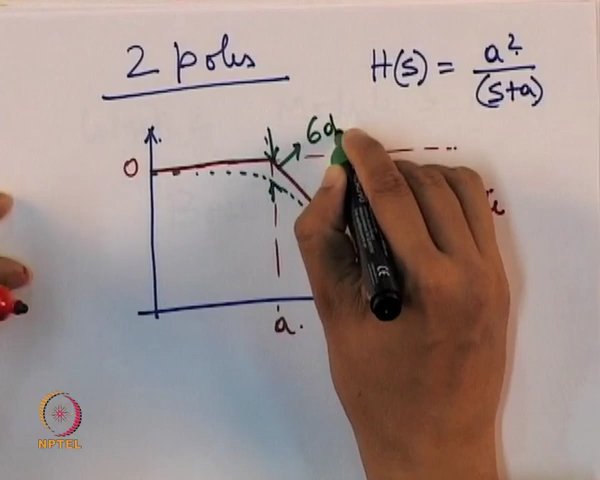 2 poles
H(s) = a²
(s+a)
6d
0
a.
NPTEL